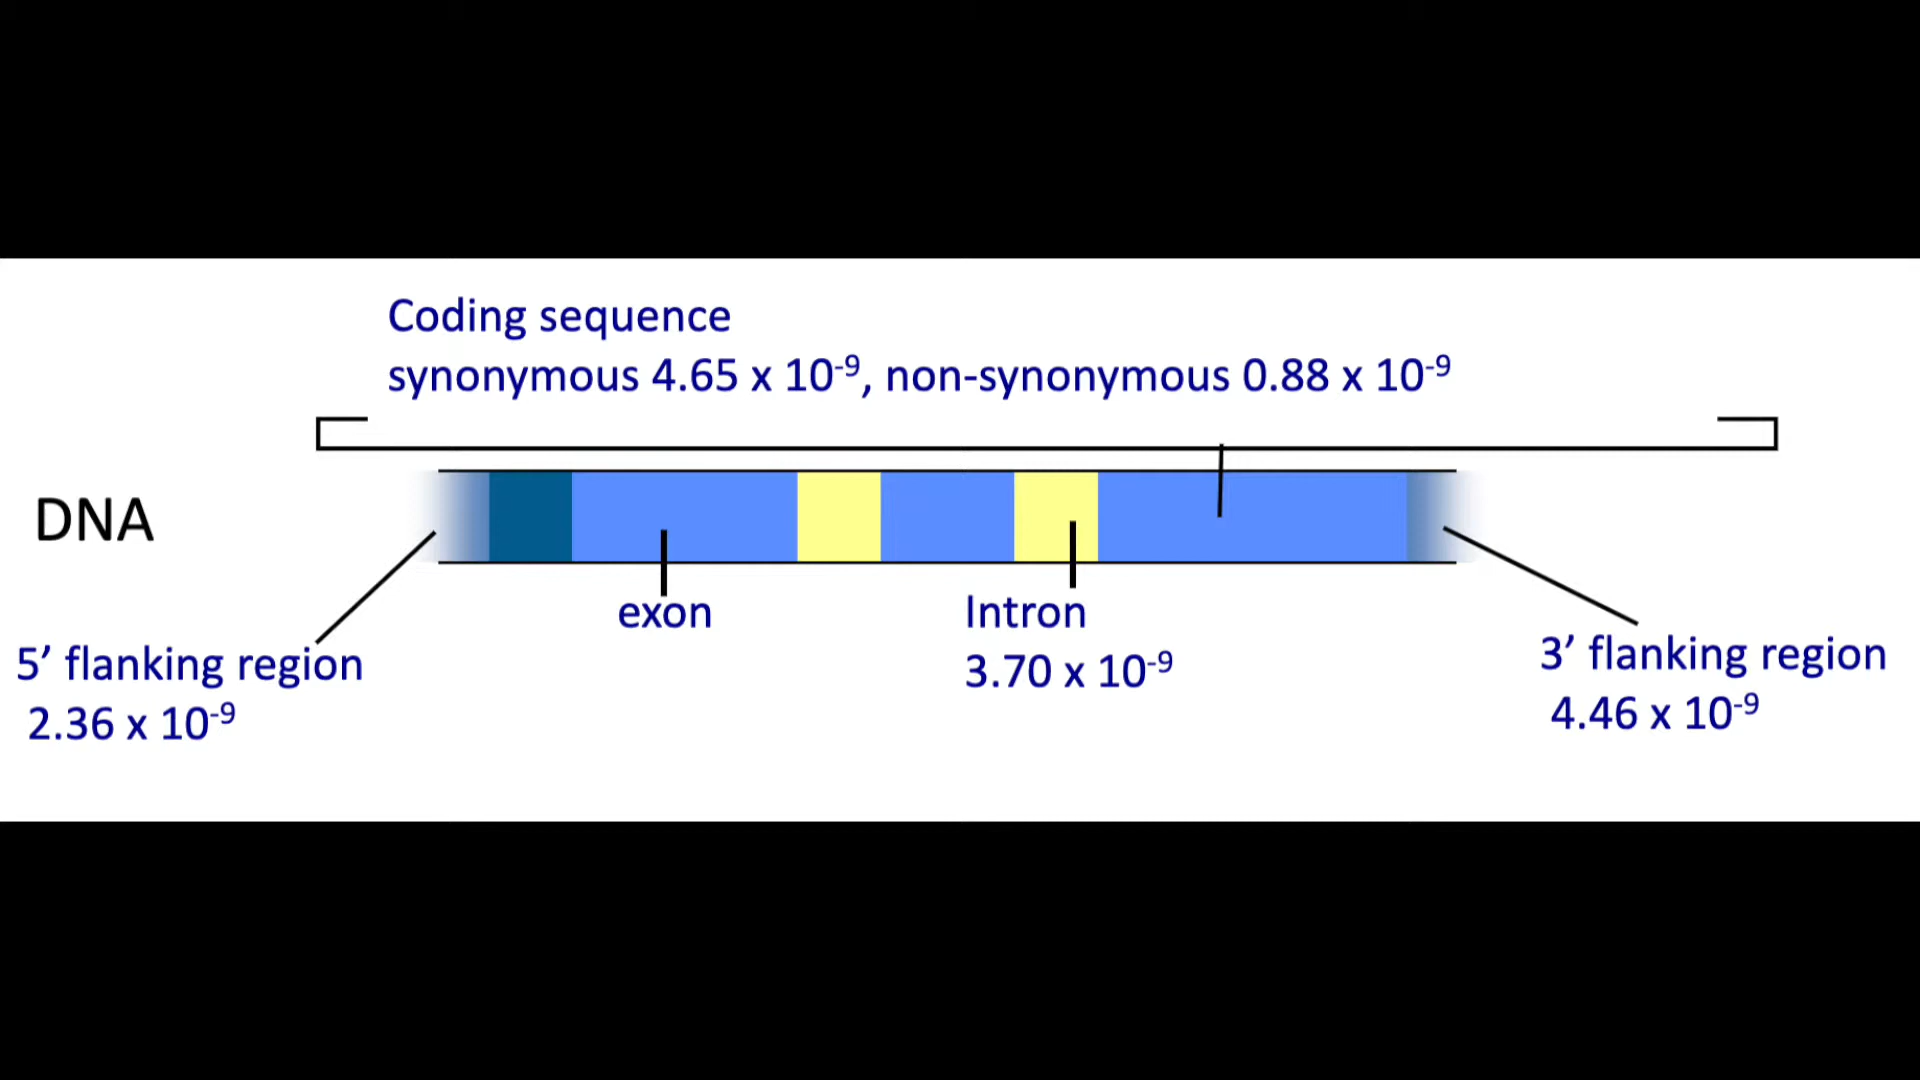 Coding sequence
synonymous 4.65 x 10⁻⁹, non-synonymous 0.88 x 10⁻⁹
DNA
exon
Intron
3.70 x 10⁻⁹
5’ flanking region
2.36 x 10⁻⁹
3’ flanking region
4.46 x 10⁻⁹